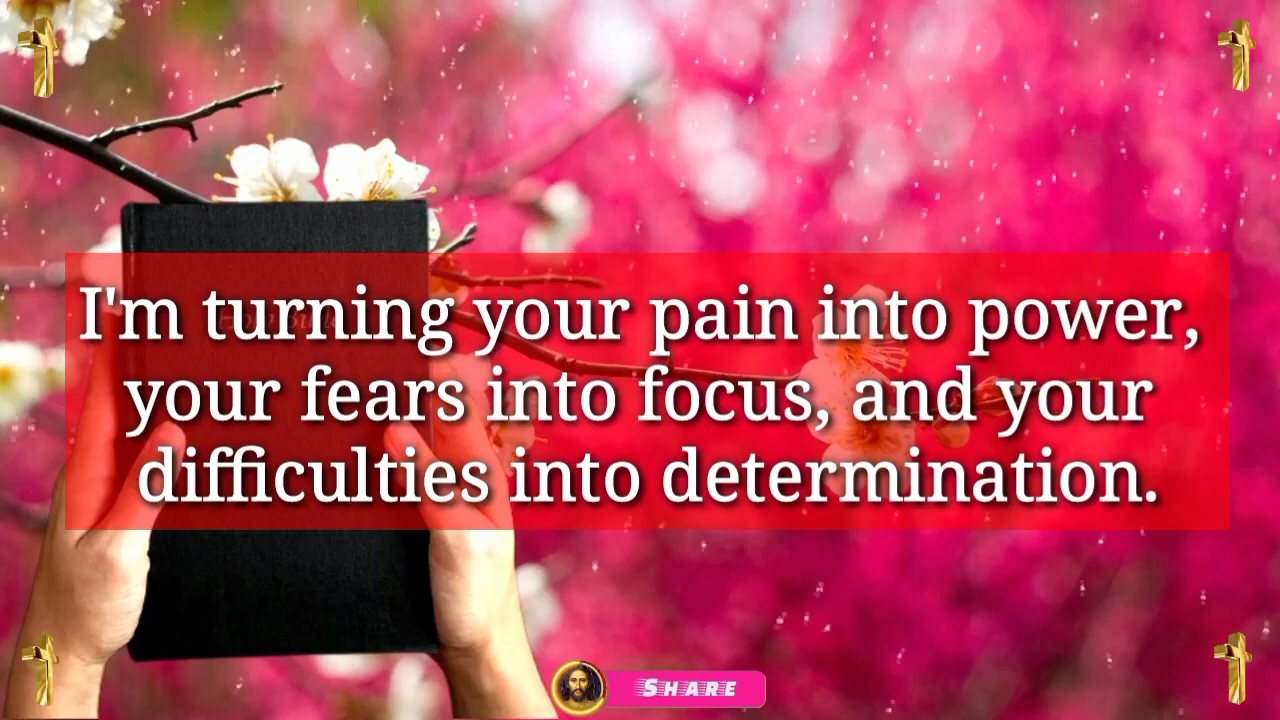 I'm turning your pain into power,
your fears into focus, and your
difficulties into determination.
SHARE